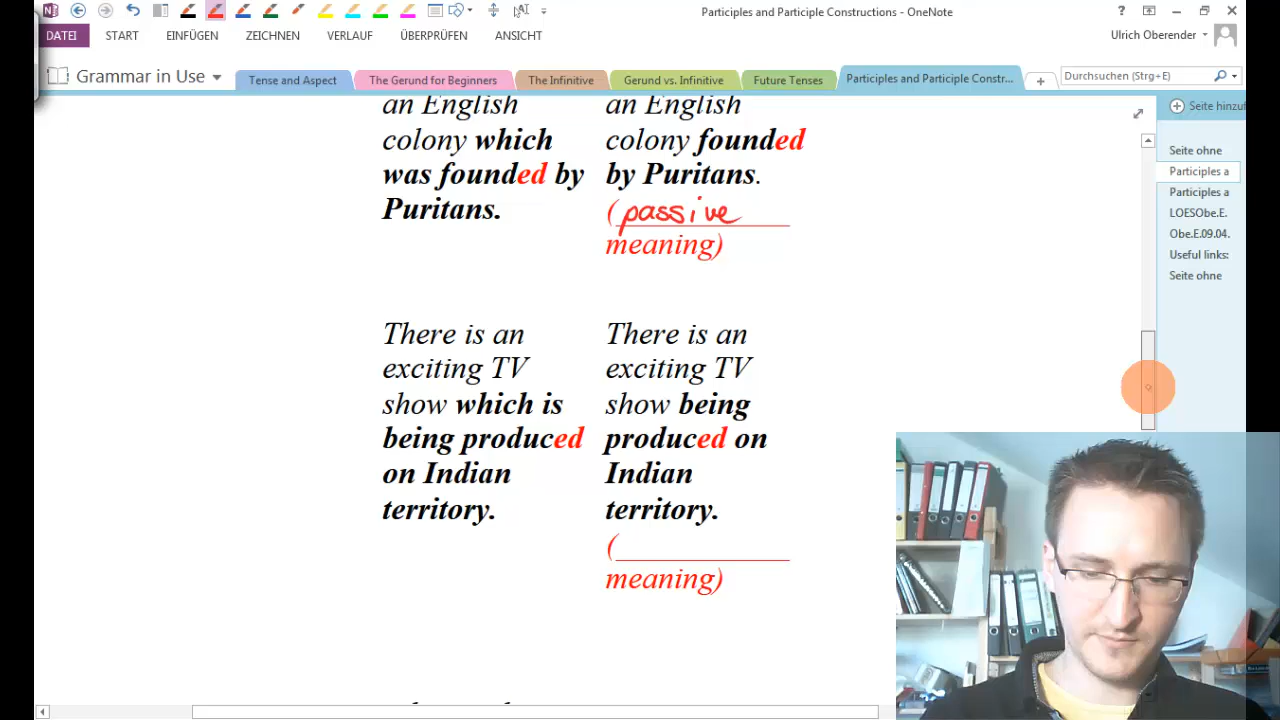 Participles and Participle Constructions - OneNote
DATEI START EINFÜGEN ZEICHNEN VERLAUF ÜBERPRÜFEN ANSICHT
Ulrich Oberender
Grammar in Use
Tense and Aspect
The Gerund for Beginners
The Infinitive
Gerund vs. Infinitive
Future Tenses
Participles and Participle Constr...
Durchsuchen (Strg+E)
Seite hinzuf
Seite ohne
Participles a
Participles a
LOESObe.E.
Obe.E.09.04.
Useful links:
Seite ohne
an English
colony which
was founded by
Puritans.
an English
colony founded
by Puritans.
(passive
meaning)
There is an
exciting TV
show which is
being produced
on Indian
territory.
There is an
exciting TV
show being
produced on
Indian
territory.
(____________
meaning)